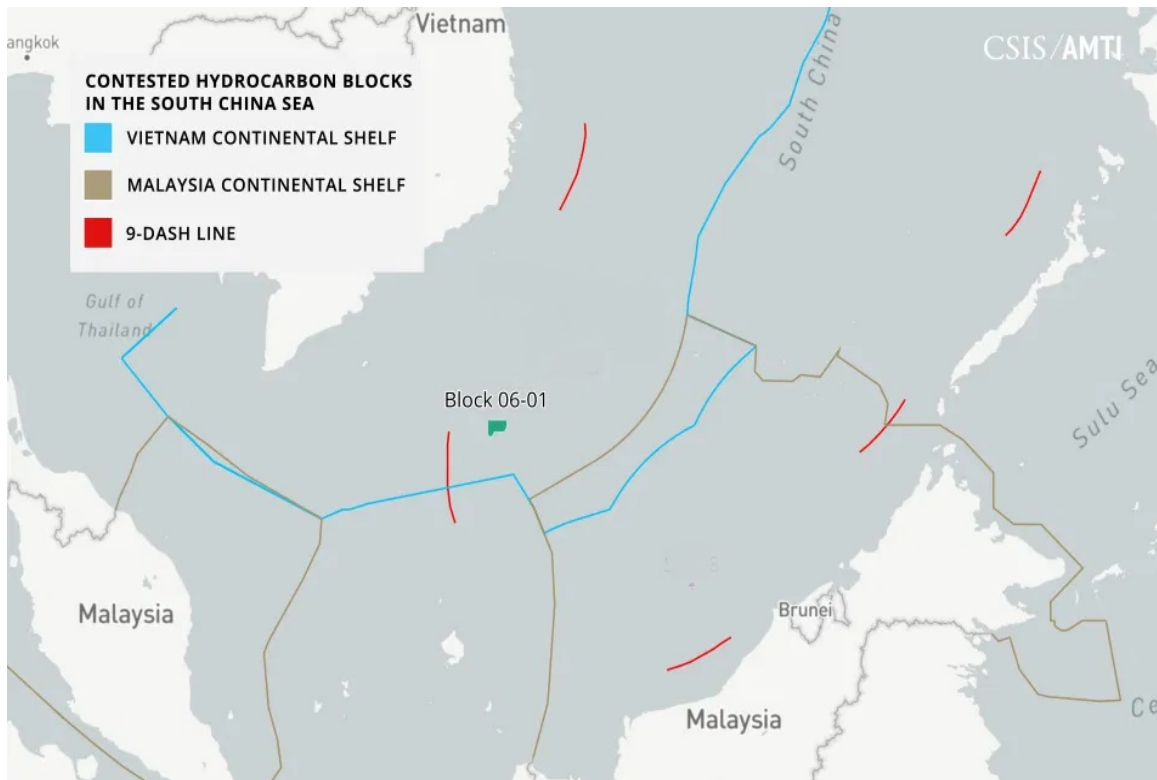 Vietnam
angkok
CSIS/AMTI
CONTESTED HYDROCARBON BLOCKS
IN THE SOUTH CHINA SEA
VIETNAM CONTINENTAL SHELF
MALAYSIA CONTINENTAL SHELF
9-DASH LINE
South China
Gulf of
Thailand
Block 06-01
Sulu Sea
Malaysia
Brunei
Malaysia
Ce